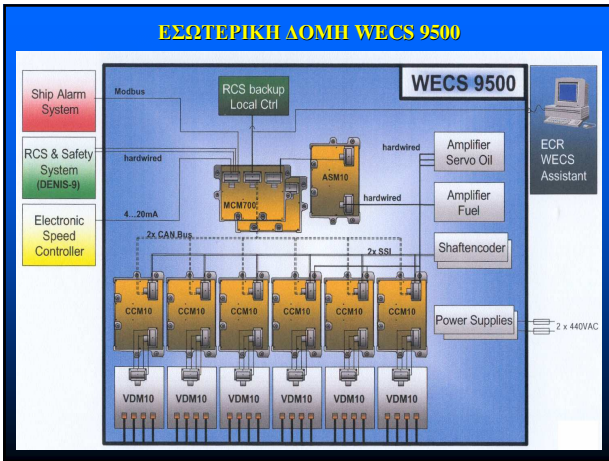 ΕΣΩΤΕΡΙΚΗ ΔΟΜΗ WECS 9500
WECS 9500
Ship Alarm
System
Modbus
RCS backup
Local Ctrl
RCS & Safety
System
(DENIS-9)
hardwired
MCM700
ASM10
hardwired
Amplifier
Servo Oil
ECR
WECS
Assistant
hardwired
Amplifier
Fuel
Electronic
Speed
Controller
4...20mA
2x CAN Bus
2x SSI
Shaftencoder
CCM10
CCM10
CCM10
CCM10
CCM10
CCM10
Power Supplies
2 x 440VAC
VDM10
VDM10
VDM10
VDM10
VDM10
VDM10